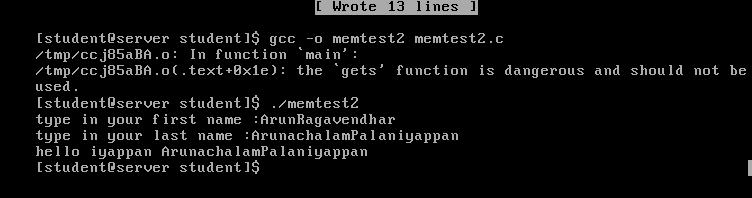 [ Wrote 13 lines ]
[student@server student]$ gcc -o memtest2 memtest2.c
/tmp/ccj85aBA.o: In function `main':
/tmp/ccj85aBA.o(.text+0x1e): the `gets' function is dangerous and should not be
used.
[student@server student]$ ./memtest2
type in your first name :ArunRagavendhar
type in your last name :ArunachalamPalaniyappan
hello iyappan ArunachalamPalaniyappan
[student@server student]$